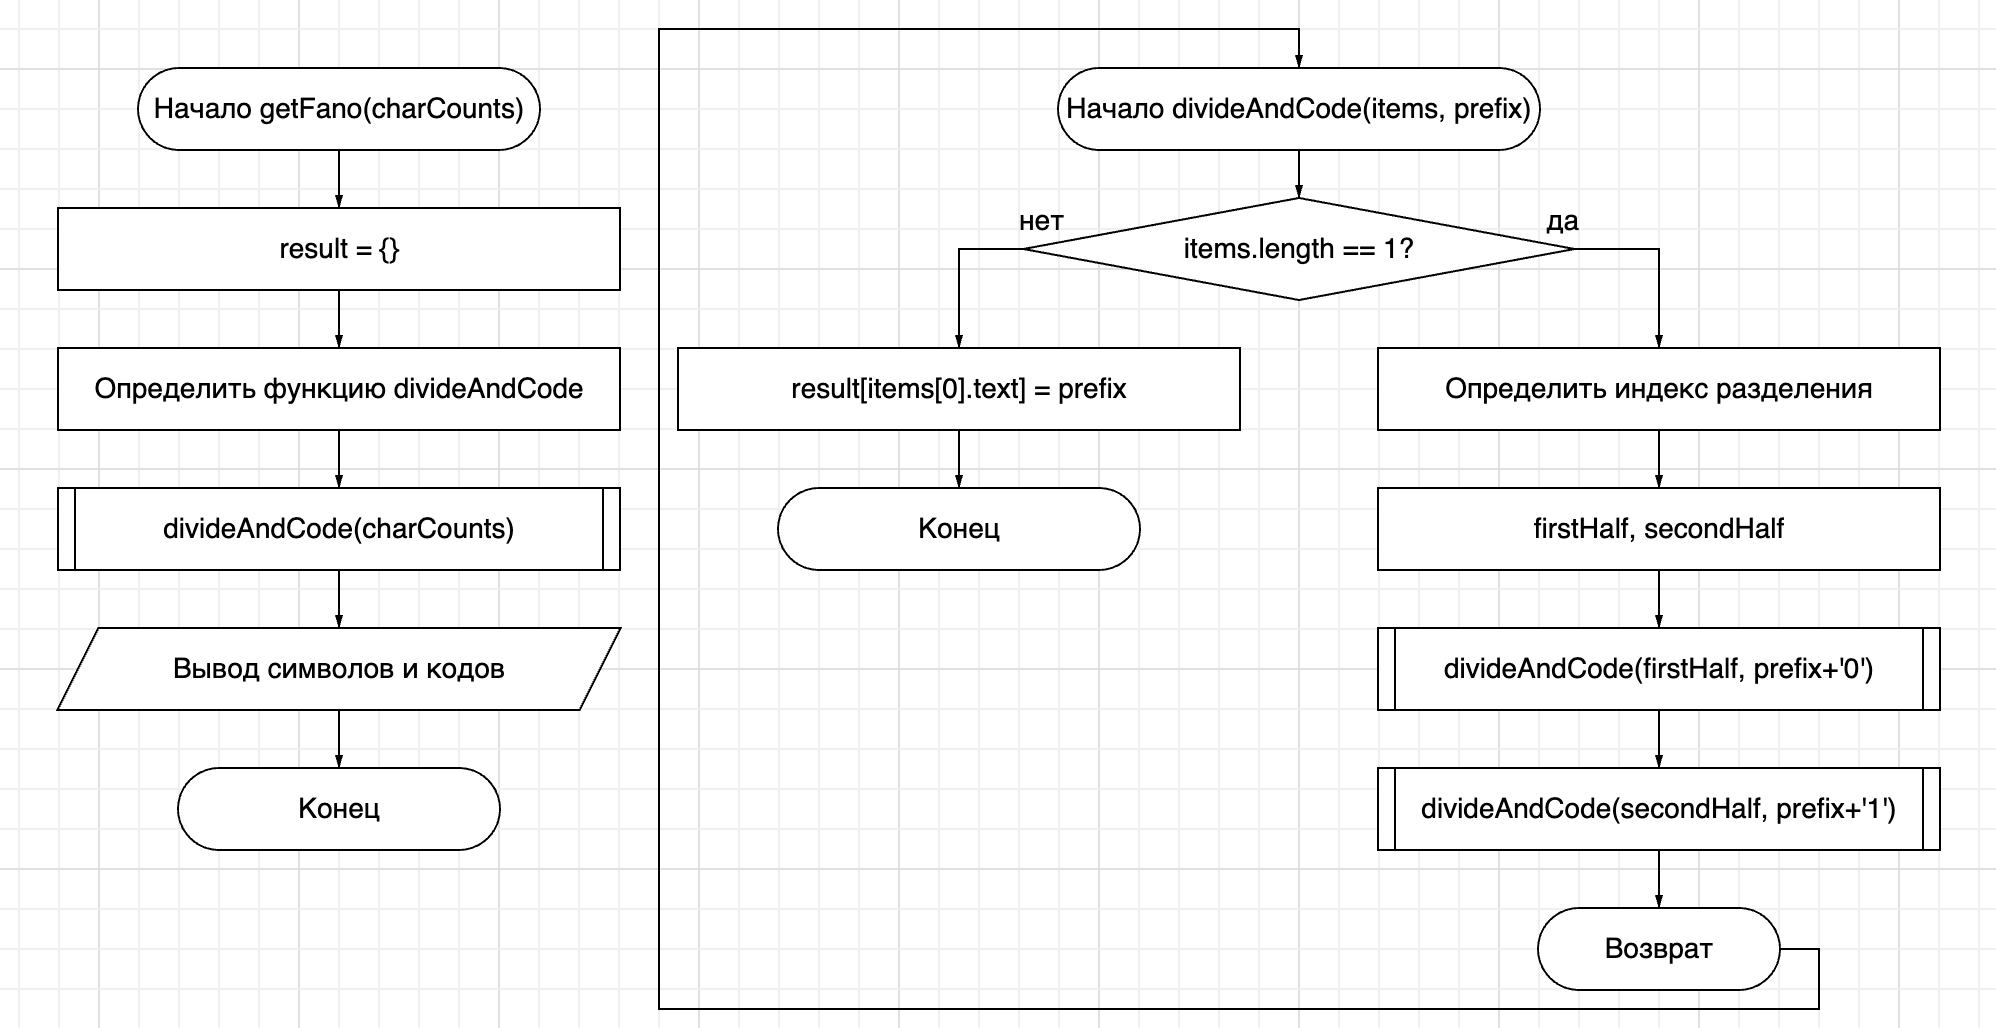 Начало getFano(charCounts)
result = {}
Определить функцию divideAndCode
divideAndCode(charCounts)
Вывод символов и кодов
Конец
Начало divideAndCode(items, prefix)
items.length == 1?
нет
да
result[items[0].text] = prefix
Конец
Определить индекс разделения
firstHalf, secondHalf
divideAndCode(firstHalf, prefix+'0')
divideAndCode(secondHalf, prefix+'1')
Возврат